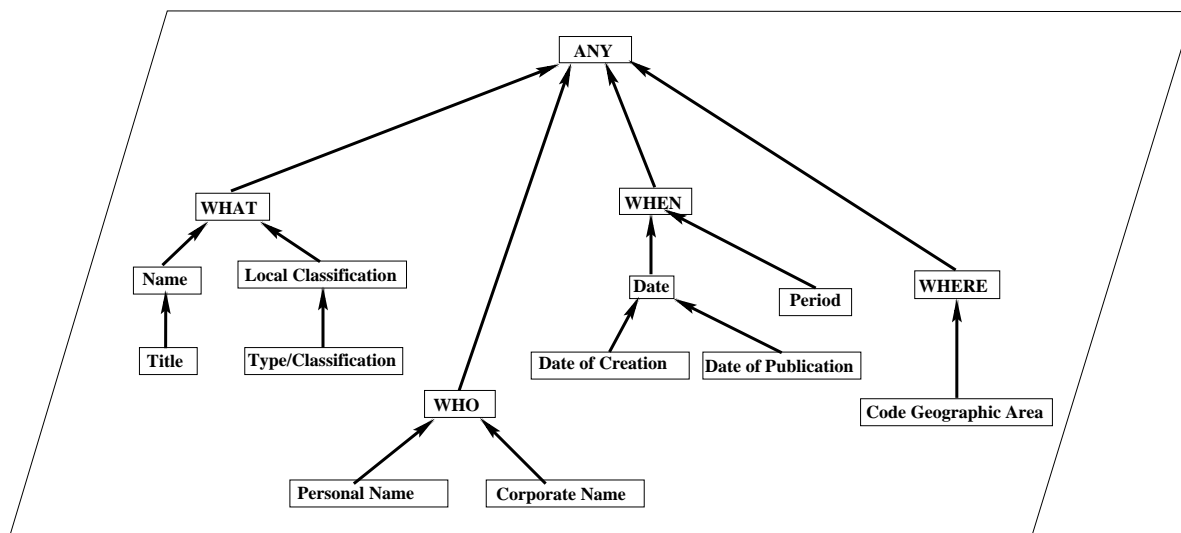 ANY
WHAT
WHEN
Name
Local Classification
Date
Period
WHERE
Title
Type/Classification
Date of Creation
Date of Publication
WHO
Code Geographic Area
Personal Name
Corporate Name